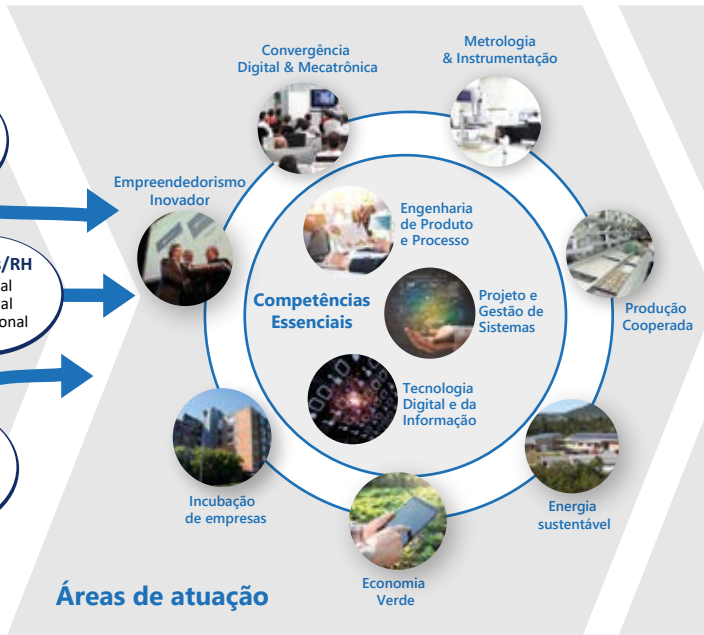 Convergência
Digital & Mecatrônica
Metrologia
& Instrumentação
Empreendedorismo
Inovador
Engenharia
de Produto
e Processo
/RH
al
al
onal
Competências
Essenciais
Projeto e
Gestão de
Sistemas
Produção
Cooperada
Tecnologia
Digital e da
Informação
Incubação
de empresas
Energia
sustentável
Economia
Verde
Áreas de atuação